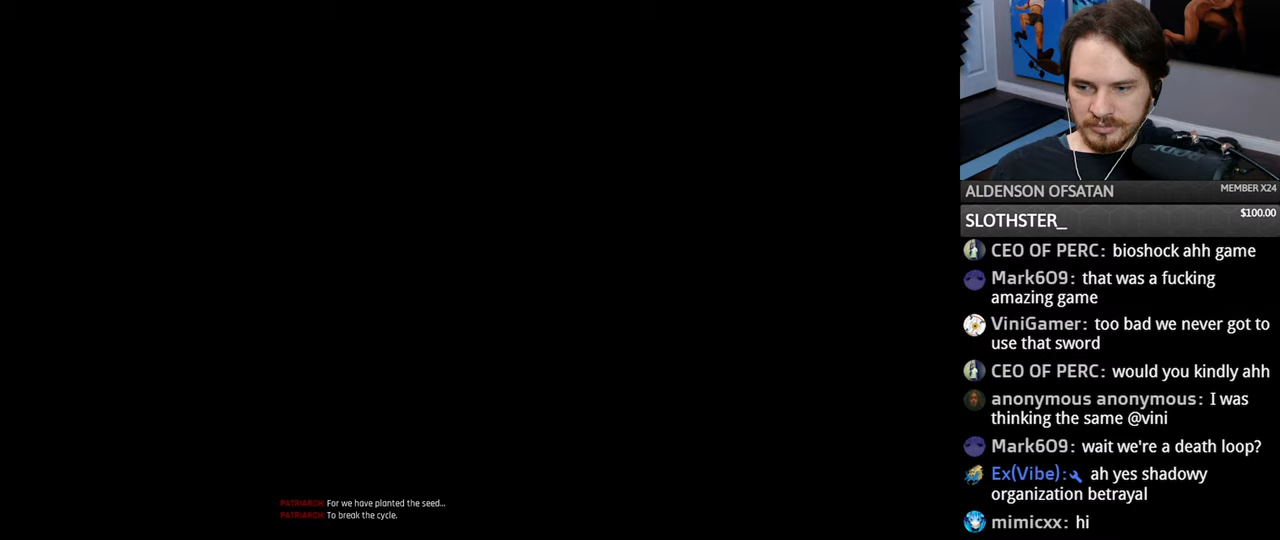 ALDENSON OFSATAN
MEMBER X24
SLOTHSTER_
$100.00
CEO OF PERC: bioshock ahh game
Mark609: that was a fucking
amazing game
ViniGamer: too bad we never got to
use that sword
CEO OF PERC: would you kindly ahh
anonymous anonymous: I was
thinking the same @vini
Mark609: wait we're a death loop?
Ex(Vibe): ah yes shadowy
organization betrayal
mimicxx: hi
PATRIARCH: For we have planted the seed...
PATRIARCH: To break the cycle.
RODE